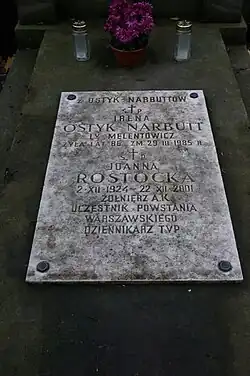 OSTYK-NARBUTTÓW
Ś P
IRENA
OSTYK-NARBUTT
MELENTOWICZ
ŻYŁA LAT 86 ZM. 29 III 1985 R.
Ś P
JOANNA
ROSTOCKA
2 XII 1924 – 22 XII 2001
ŻOŁNIERZ A.K.
UCZESTNIK POWSTANIA
WARSZAWSKIEGO
DZIENNIKARZ T.V.P